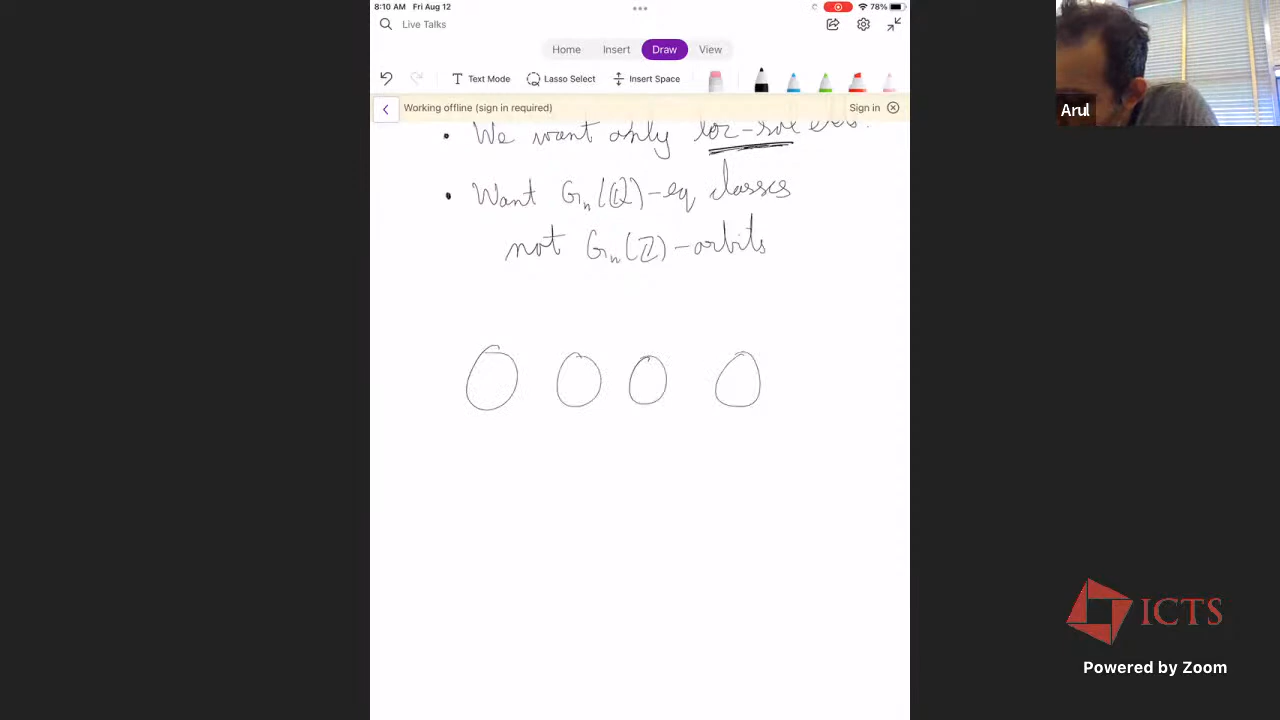 8:10 AM Fri Aug 12
78%
Live Talks
Home Insert Draw View
Text Mode Lasso Select Insert Space
Working offline (sign in required) Sign in
• We want only loc-sol
• Want Gn(ℚ)-eq classes
not Gn(ℤ)-orbits
Arul
ICTS
Powered by Zoom